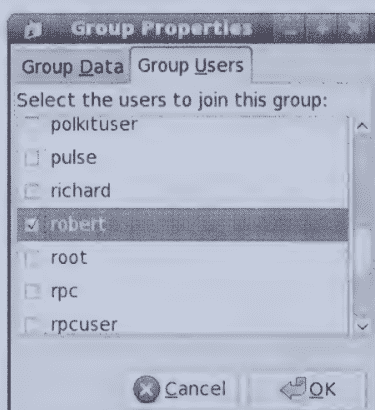 Group Properties
Group Data Group Users
Select the users to join this group:
polkituser
pulse
richard
robert
root
rpc
rpcuser
Cancel OK